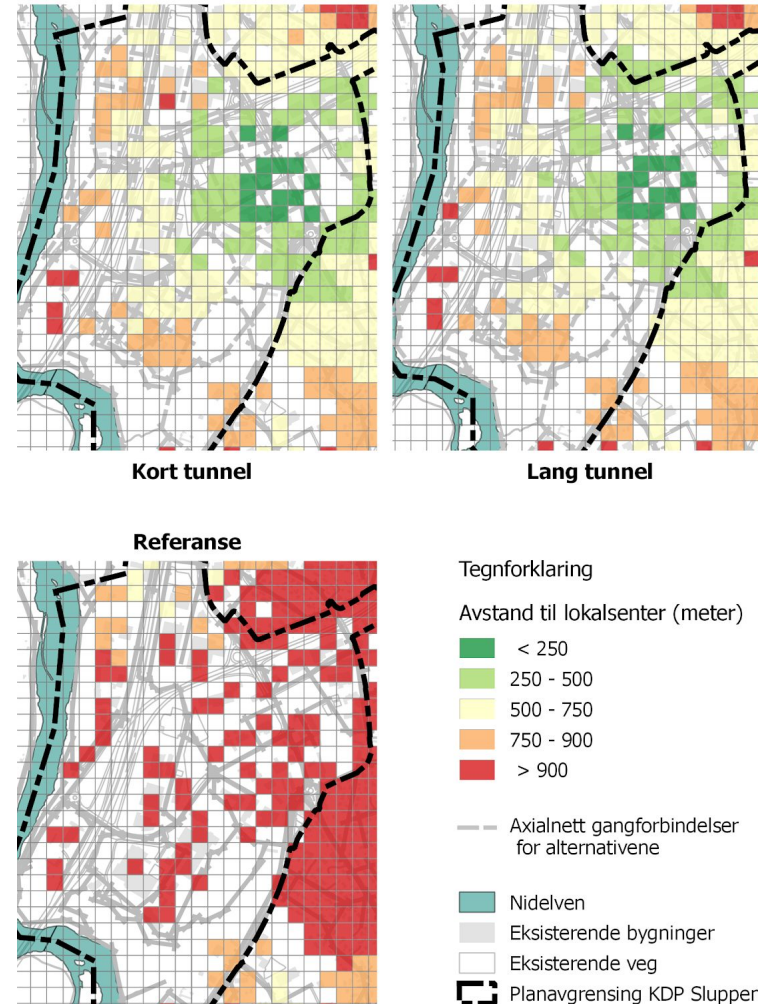 Kort tunnel
Lang tunnel
Referanse
Tegnforklaring
Avstand til lokalsenter (meter)
< 250
250 - 500
500 - 750
750 - 900
> 900
Axialnett gangforbindelser
for alternativene
Nidelven
Eksisterende bygninger
Eksisterende veg
Planavgrensing KDP Sluppen